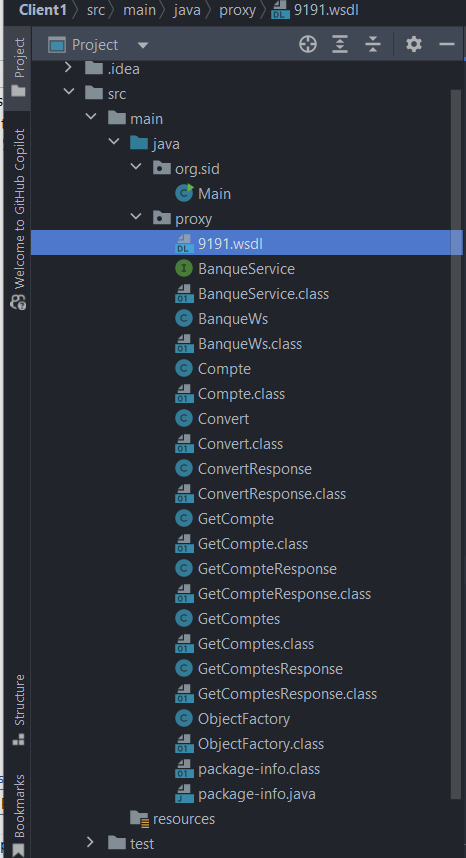 Client1 > src > main > java > proxy > 9191.wsdl
Project
.idea
src
main
java
org.sid
Main
proxy
9191.wsdl
BanqueService
BanqueService.class
BanqueWs
BanqueWs.class
Compte
Compte.class
Convert
Convert.class
ConvertResponse
ConvertResponse.class
GetCompte
GetCompte.class
GetCompteResponse
GetCompteResponse.class
GetComptes
GetComptes.class
GetComptesResponse
GetComptesResponse.class
ObjectFactory
ObjectFactory.class
package-info.class
package-info.java
resources
test
Project
Welcome to GitHub Copilot
Structure
Bookmarks